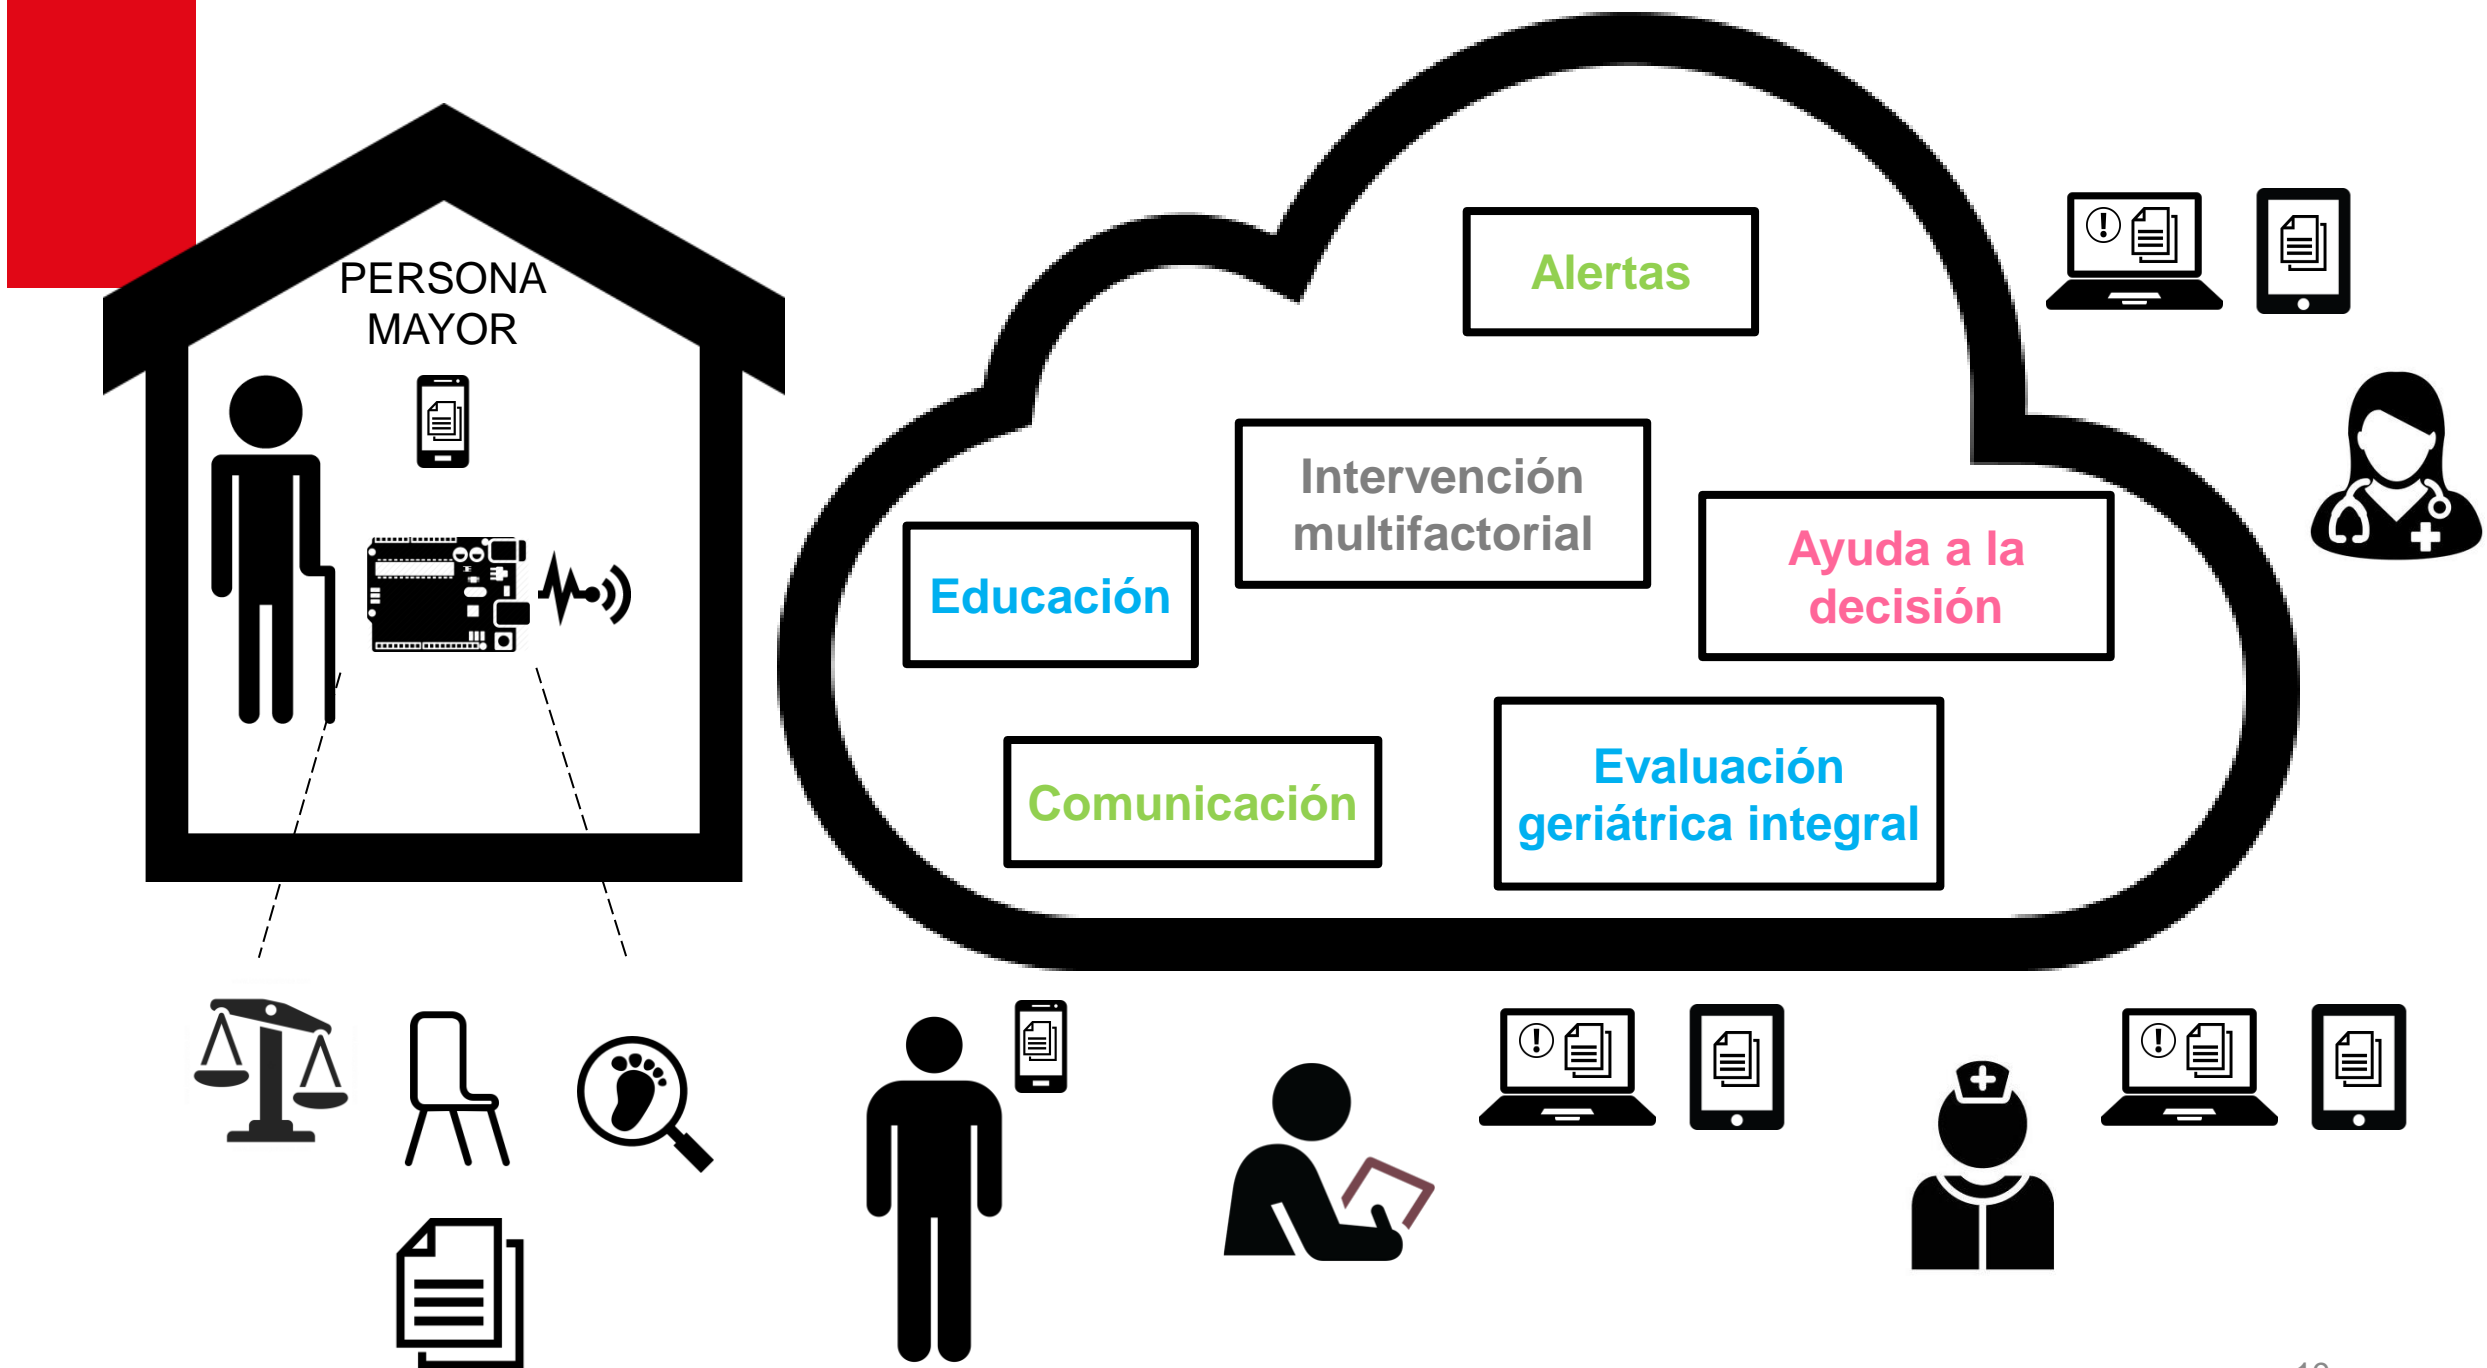 PERSONA
MAYOR
Alertas
Intervención
multifactorial
Ayuda a la
decisión
Educación
Evaluación
geriátrica integral
Comunicación